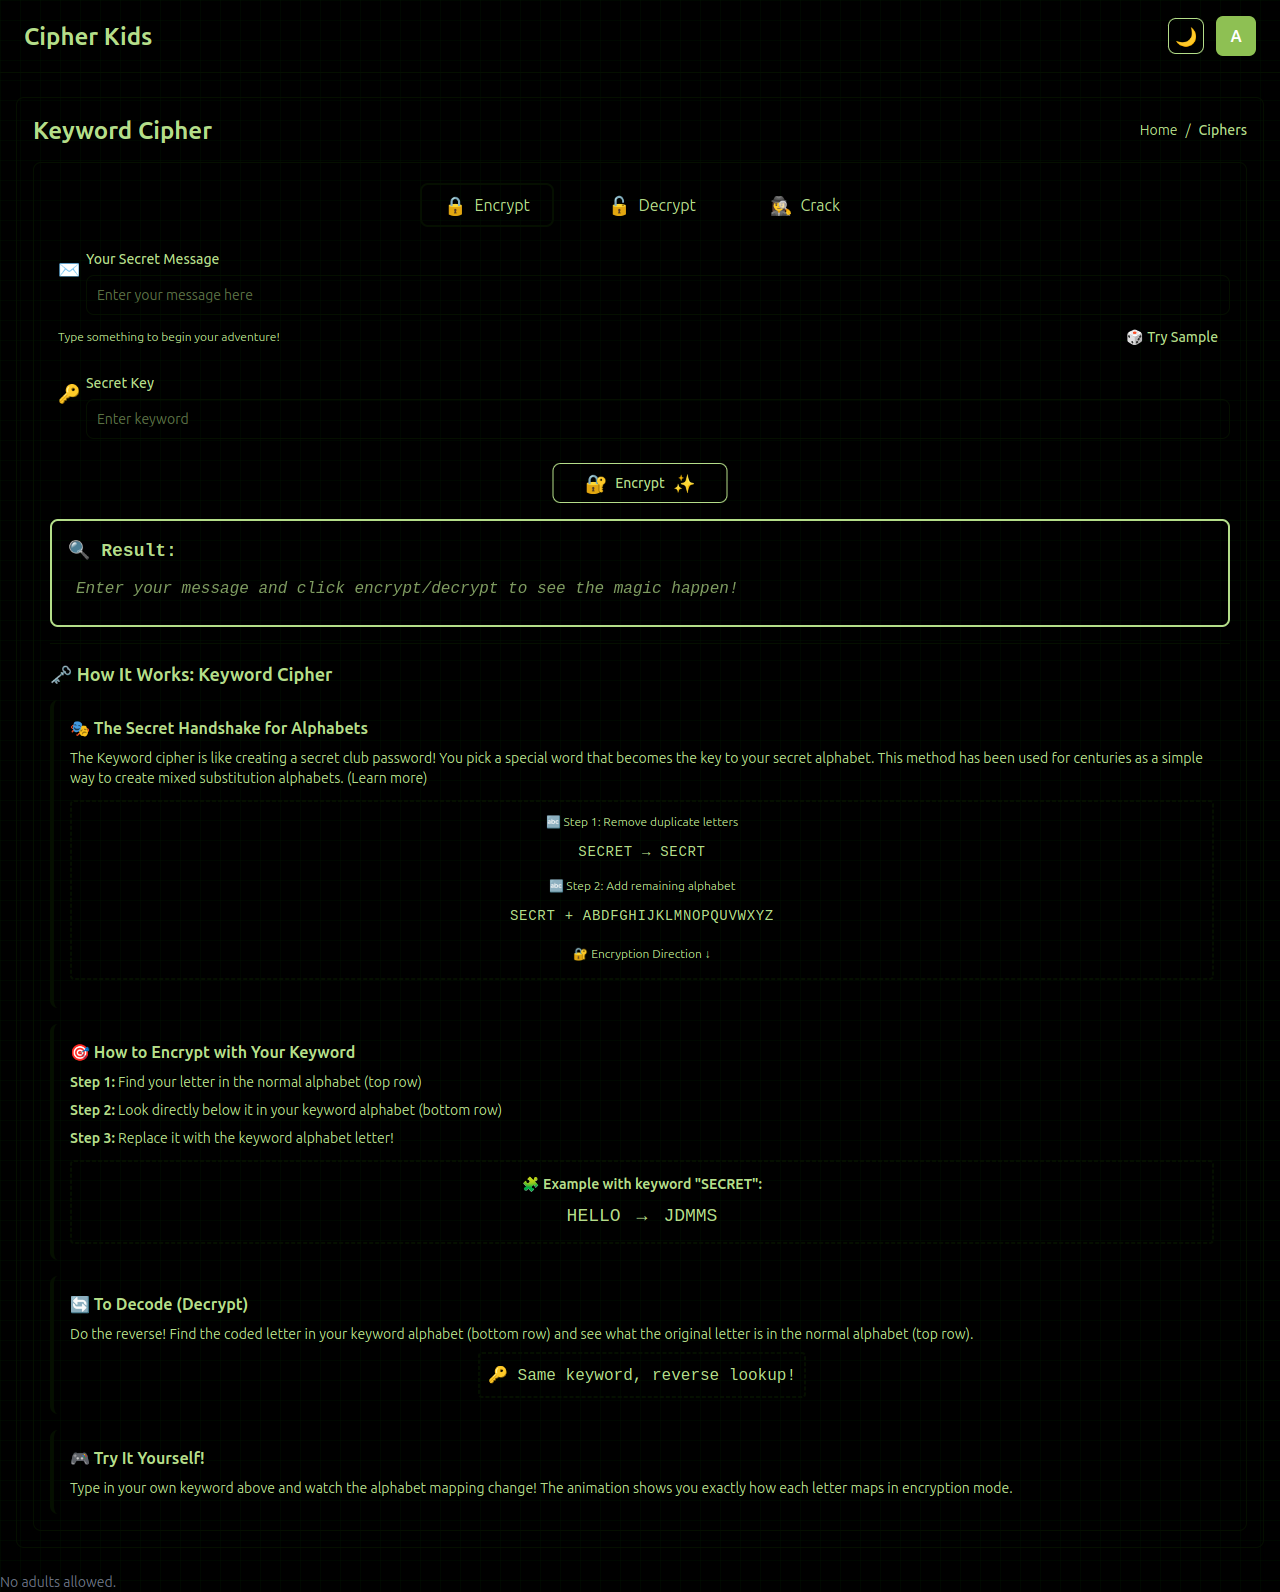 Cipher Kids
A
Keyword Cipher
Home / Ciphers
🔒 Encrypt
🔓 Decrypt
🕵️ Crack
Your Secret Message
Enter your message here
Type something to begin your adventure!
🎲 Try Sample
Secret Key
Enter keyword
🔐 Encrypt ✨
🔍 Result:
Enter your message and click encrypt/decrypt to see the magic happen!
🗝️ How It Works: Keyword Cipher
🎭 The Secret Handshake for Alphabets
The Keyword cipher is like creating a secret club password! You pick a special word that becomes the key to your secret alphabet. This method has been used for centuries as a simple
way to create mixed substitution alphabets. (Learn more)
🔤 Step 1: Remove duplicate letters
SECRET → SECRT
🔤 Step 2: Add remaining alphabet
SECRT + ABDFGHIJKLMNOPQUVWXYZ
🔐 Encryption Direction ↓
🎯 How to Encrypt with Your Keyword
Step 1: Find your letter in the normal alphabet (top row)
Step 2: Look directly below it in your keyword alphabet (bottom row)
Step 3: Replace it with the keyword alphabet letter!
🧩 Example with keyword "SECRET":
HELLO → JDMMS
🔄 To Decode (Decrypt)
Do the reverse! Find the coded letter in your keyword alphabet (bottom row) and see what the original letter is in the normal alphabet (top row).
🔑 Same keyword, reverse lookup!
🎮 Try It Yourself!
Type in your own keyword above and watch the alphabet mapping change! The animation shows you exactly how each letter maps in encryption mode.
No adults allowed.